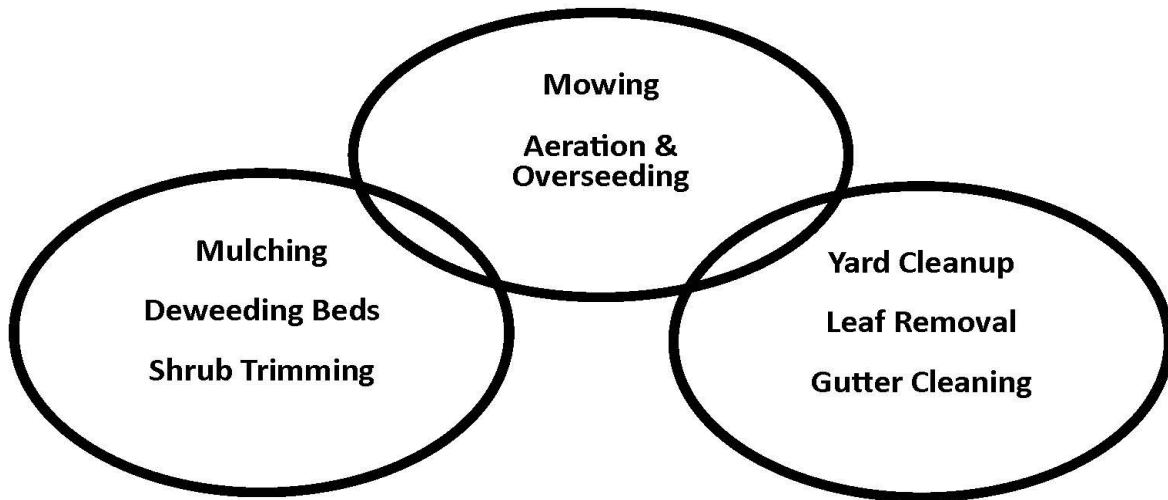 Mowing
Aeration &
Overseeding
Mulching
Deweeding Beds
Shrub Trimming
Yard Cleanup
Leaf Removal
Gutter Cleaning